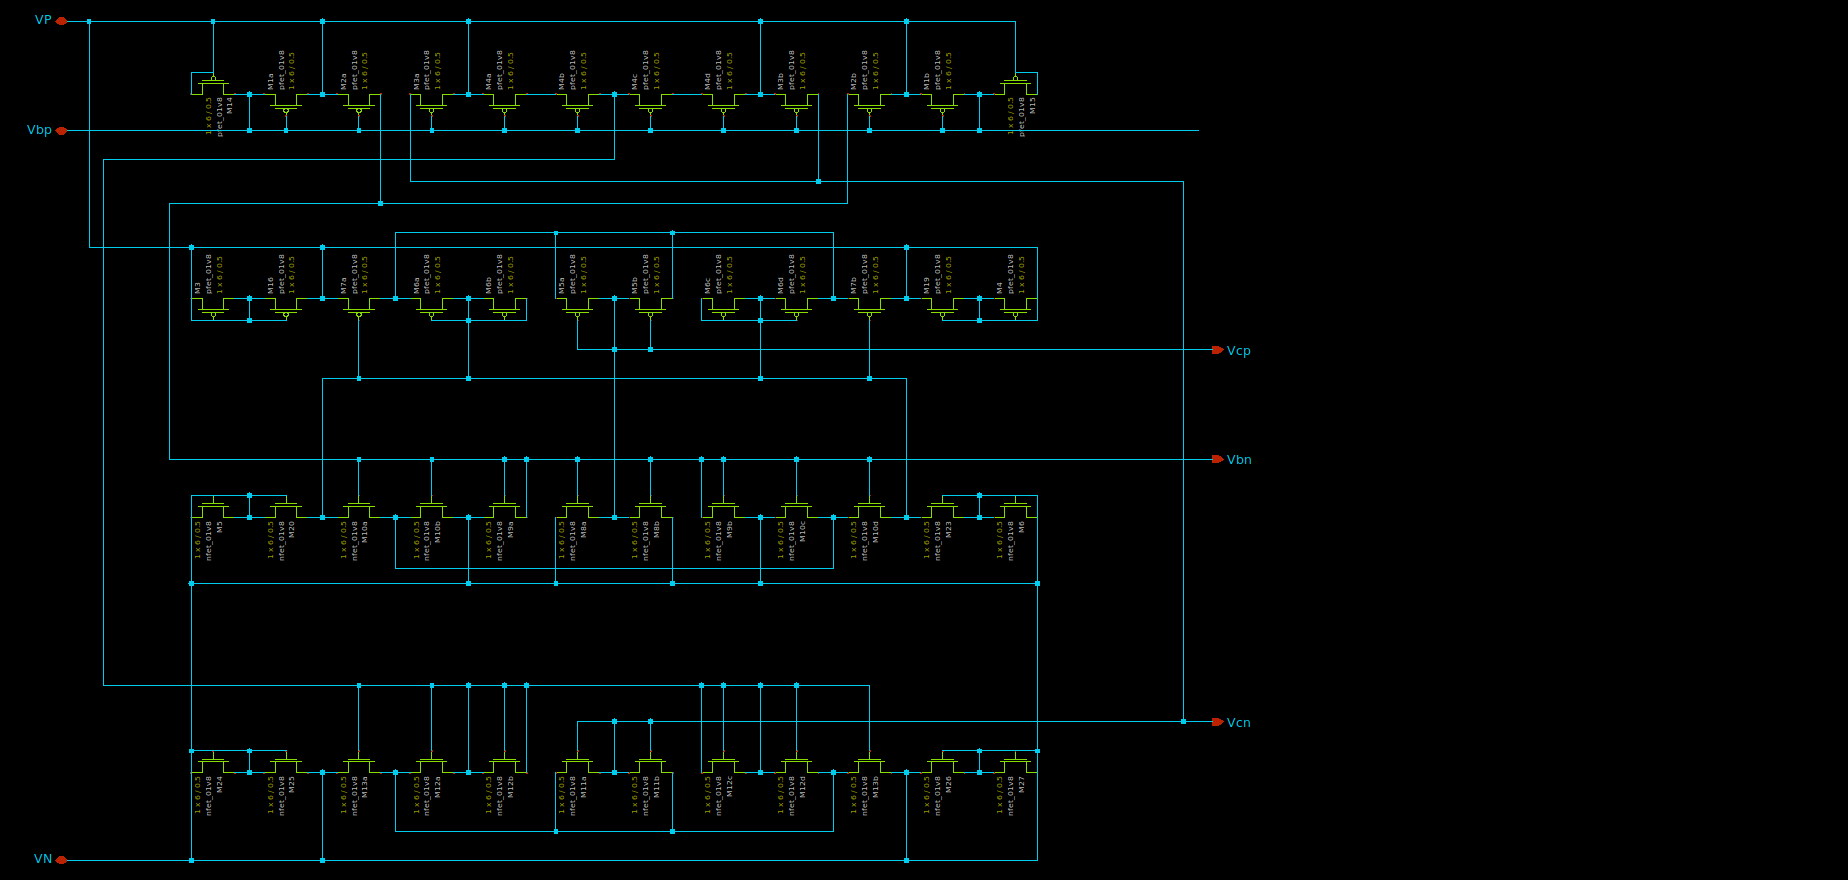 VP
M1a pfet_01v8 1 x 6 / 0.5
M2a pfet_01v8 1 x 6 / 0.5
M3a pfet_01v8 1 x 6 / 0.5
M4a pfet_01v8 1 x 6 / 0.5
M4b pfet_01v8 1 x 6 / 0.5
M4c pfet_01v8 1 x 6 / 0.5
M4d pfet_01v8 1 x 6 / 0.5
M3b pfet_01v8 1 x 6 / 0.5
M2b pfet_01v8 1 x 6 / 0.5
M1b pfet_01v8 1 x 6 / 0.5
1 x 6 / 0.5 pfet_01v8 M14
1 x 6 / 0.5 pfet_01v8 M15
Vbp
M3 pfet_01v8 1 x 6 / 0.5
M16 pfet_01v8 1 x 6 / 0.5
M7a pfet_01v8 1 x 6 / 0.5
M6a pfet_01v8 1 x 6 / 0.5
M6b pfet_01v8 1 x 6 / 0.5
M5a pfet_01v8 1 x 6 / 0.5
M5b pfet_01v8 1 x 6 / 0.5
M6c pfet_01v8 1 x 6 / 0.5
M6d pfet_01v8 1 x 6 / 0.5
M7b pfet_01v8 1 x 6 / 0.5
M19 pfet_01v8 1 x 6 / 0.5
M4 pfet_01v8 1 x 6 / 0.5
Vcp
Vbn
1 x 6 / 0.5 nfet_01v8 M5
1 x 6 / 0.5 nfet_01v8 M20
1 x 6 / 0.5 nfet_01v8 M10a
1 x 6 / 0.5 nfet_01v8 M10b
1 x 6 / 0.5 nfet_01v8 M9a
1 x 6 / 0.5 nfet_01v8 M8a
1 x 6 / 0.5 nfet_01v8 M8b
1 x 6 / 0.5 nfet_01v8 M9b
1 x 6 / 0.5 nfet_01v8 M10c
1 x 6 / 0.5 nfet_01v8 M10d
1 x 6 / 0.5 nfet_01v8 M23
1 x 6 / 0.5 nfet_01v8 M6
Vcn
1 x 6 / 0.5 nfet_01v8 M24
1 x 6 / 0.5 nfet_01v8 M25
1 x 6 / 0.5 nfet_01v8 M13a
1 x 6 / 0.5 nfet_01v8 M12a
1 x 6 / 0.5 nfet_01v8 M12b
1 x 6 / 0.5 nfet_01v8 M11a
1 x 6 / 0.5 nfet_01v8 M11b
1 x 6 / 0.5 nfet_01v8 M12c
1 x 6 / 0.5 nfet_01v8 M12d
1 x 6 / 0.5 nfet_01v8 M13b
1 x 6 / 0.5 nfet_01v8 M26
1 x 6 / 0.5 nfet_01v8 M27
VN